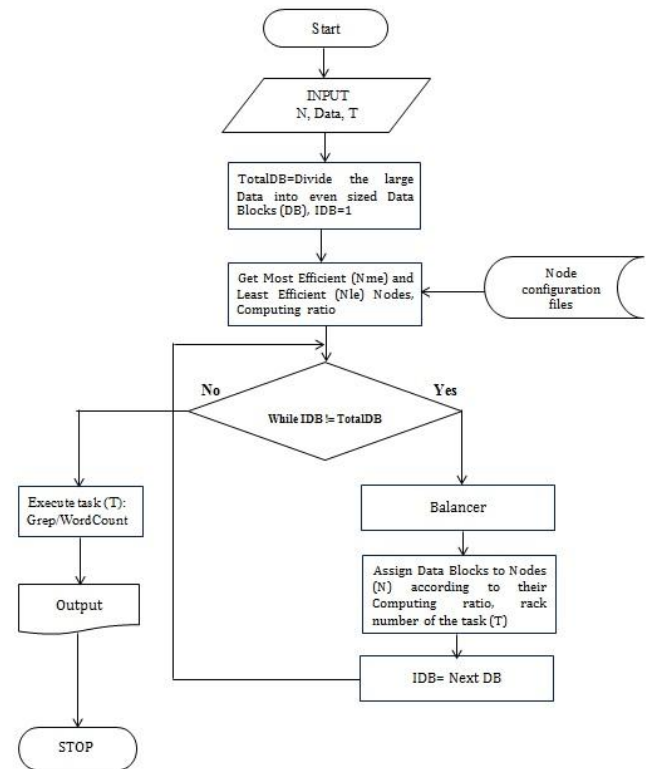 Start
INPUT
N, Data, T
TotalDB=Divide the large
Data into even sized Data
Blocks (DB), IDB=1
Get Most Efficient (Nme) and
Least Efficient (Nle) Nodes,
Computing ratio
Node
configuration
files
No
Yes
While IDB != TotalDB
Execute task (T):
Grep/WordCount
Balancer
Assign Data Blocks to Nodes
(N) according to their
Computing ratio, rack
number of the task (T)
Output
IDB= Next DB
STOP